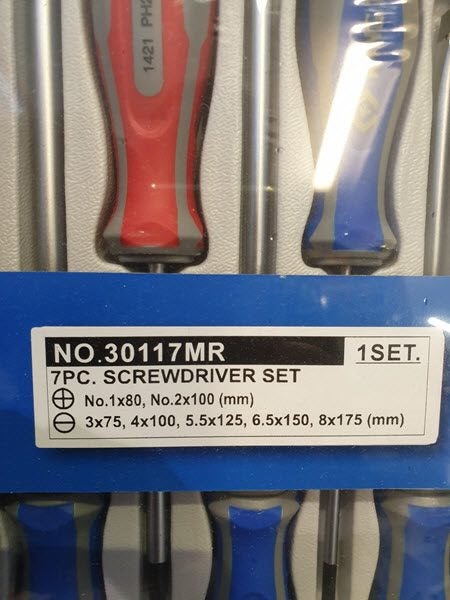 1421 PH2
NO.30117MR
1SET.
7PC. SCREWDRIVER SET
No.1x80, No.2x100 (mm)
3x75, 4x100, 5.5x125, 6.5x150, 8x175 (mm)